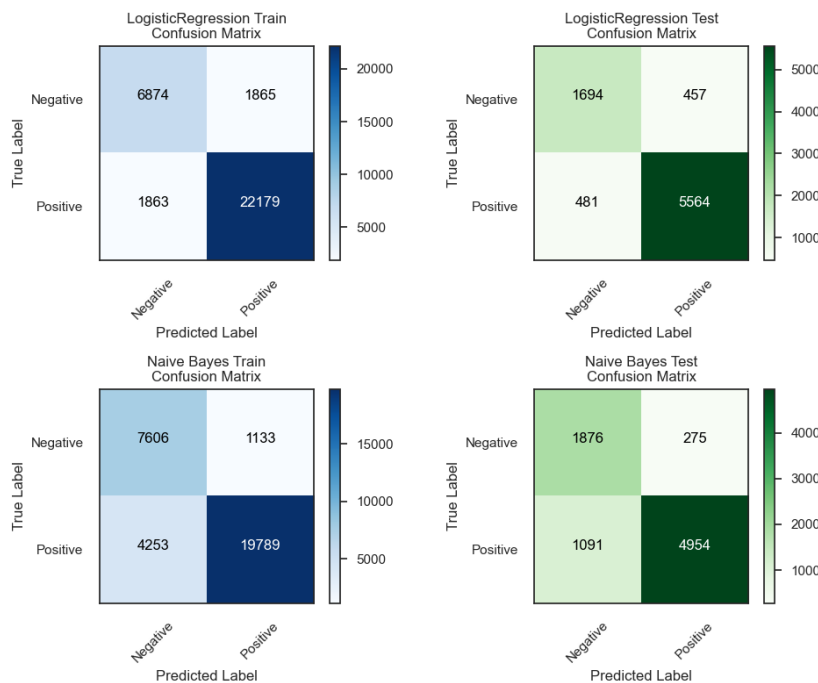 LogisticRegression Train
Confusion Matrix
True Label
Negative
Positive
6874 1865
1863 22179
Negative Positive
Predicted Label
20000
15000
10000
5000
LogisticRegression Test
Confusion Matrix
True Label
Negative
Positive
1694 457
481 5564
Negative Positive
Predicted Label
5000
4000
3000
2000
1000
Naive Bayes Train
Confusion Matrix
True Label
Negative
Positive
7606 1133
4253 19789
Negative Positive
Predicted Label
15000
10000
5000
Naive Bayes Test
Confusion Matrix
True Label
Negative
Positive
1876 275
1091 4954
Negative Positive
Predicted Label
4000
3000
2000
1000